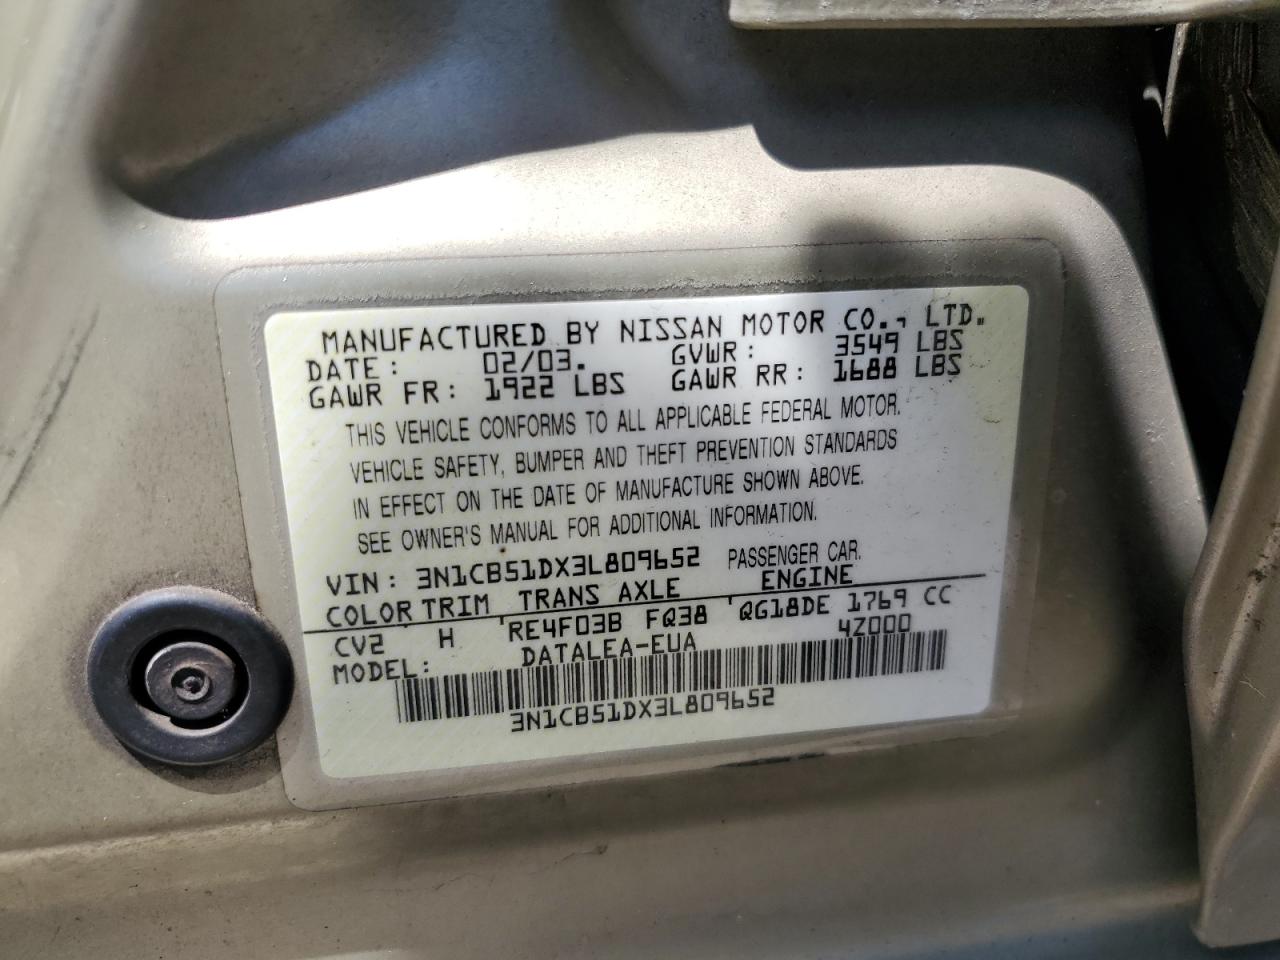 MANUFACTURED BY NISSAN MOTOR CO., LTD.
DATE: 02/03. GVWR: 3549 LBS
GAWR FR: 1922 LBS GAWR RR: 1688 LBS
THIS VEHICLE CONFORMS TO ALL APPLICABLE FEDERAL MOTOR.
VEHICLE SAFETY, BUMPER AND THEFT PREVENTION STANDARDS
IN EFFECT ON THE DATE OF MANUFACTURE SHOWN ABOVE.
SEE OWNER'S MANUAL FOR ADDITIONAL INFORMATION.
VIN: 3N1CB51DX3L809652 PASSENGER CAR.
COLOR TRIM TRANS AXLE ENGINE
CV2 H RE4F03B FQ38 QG18DE 1769 CC
MODEL: DATALEA-EUA 4Z000
3N1CB51DX3L809652